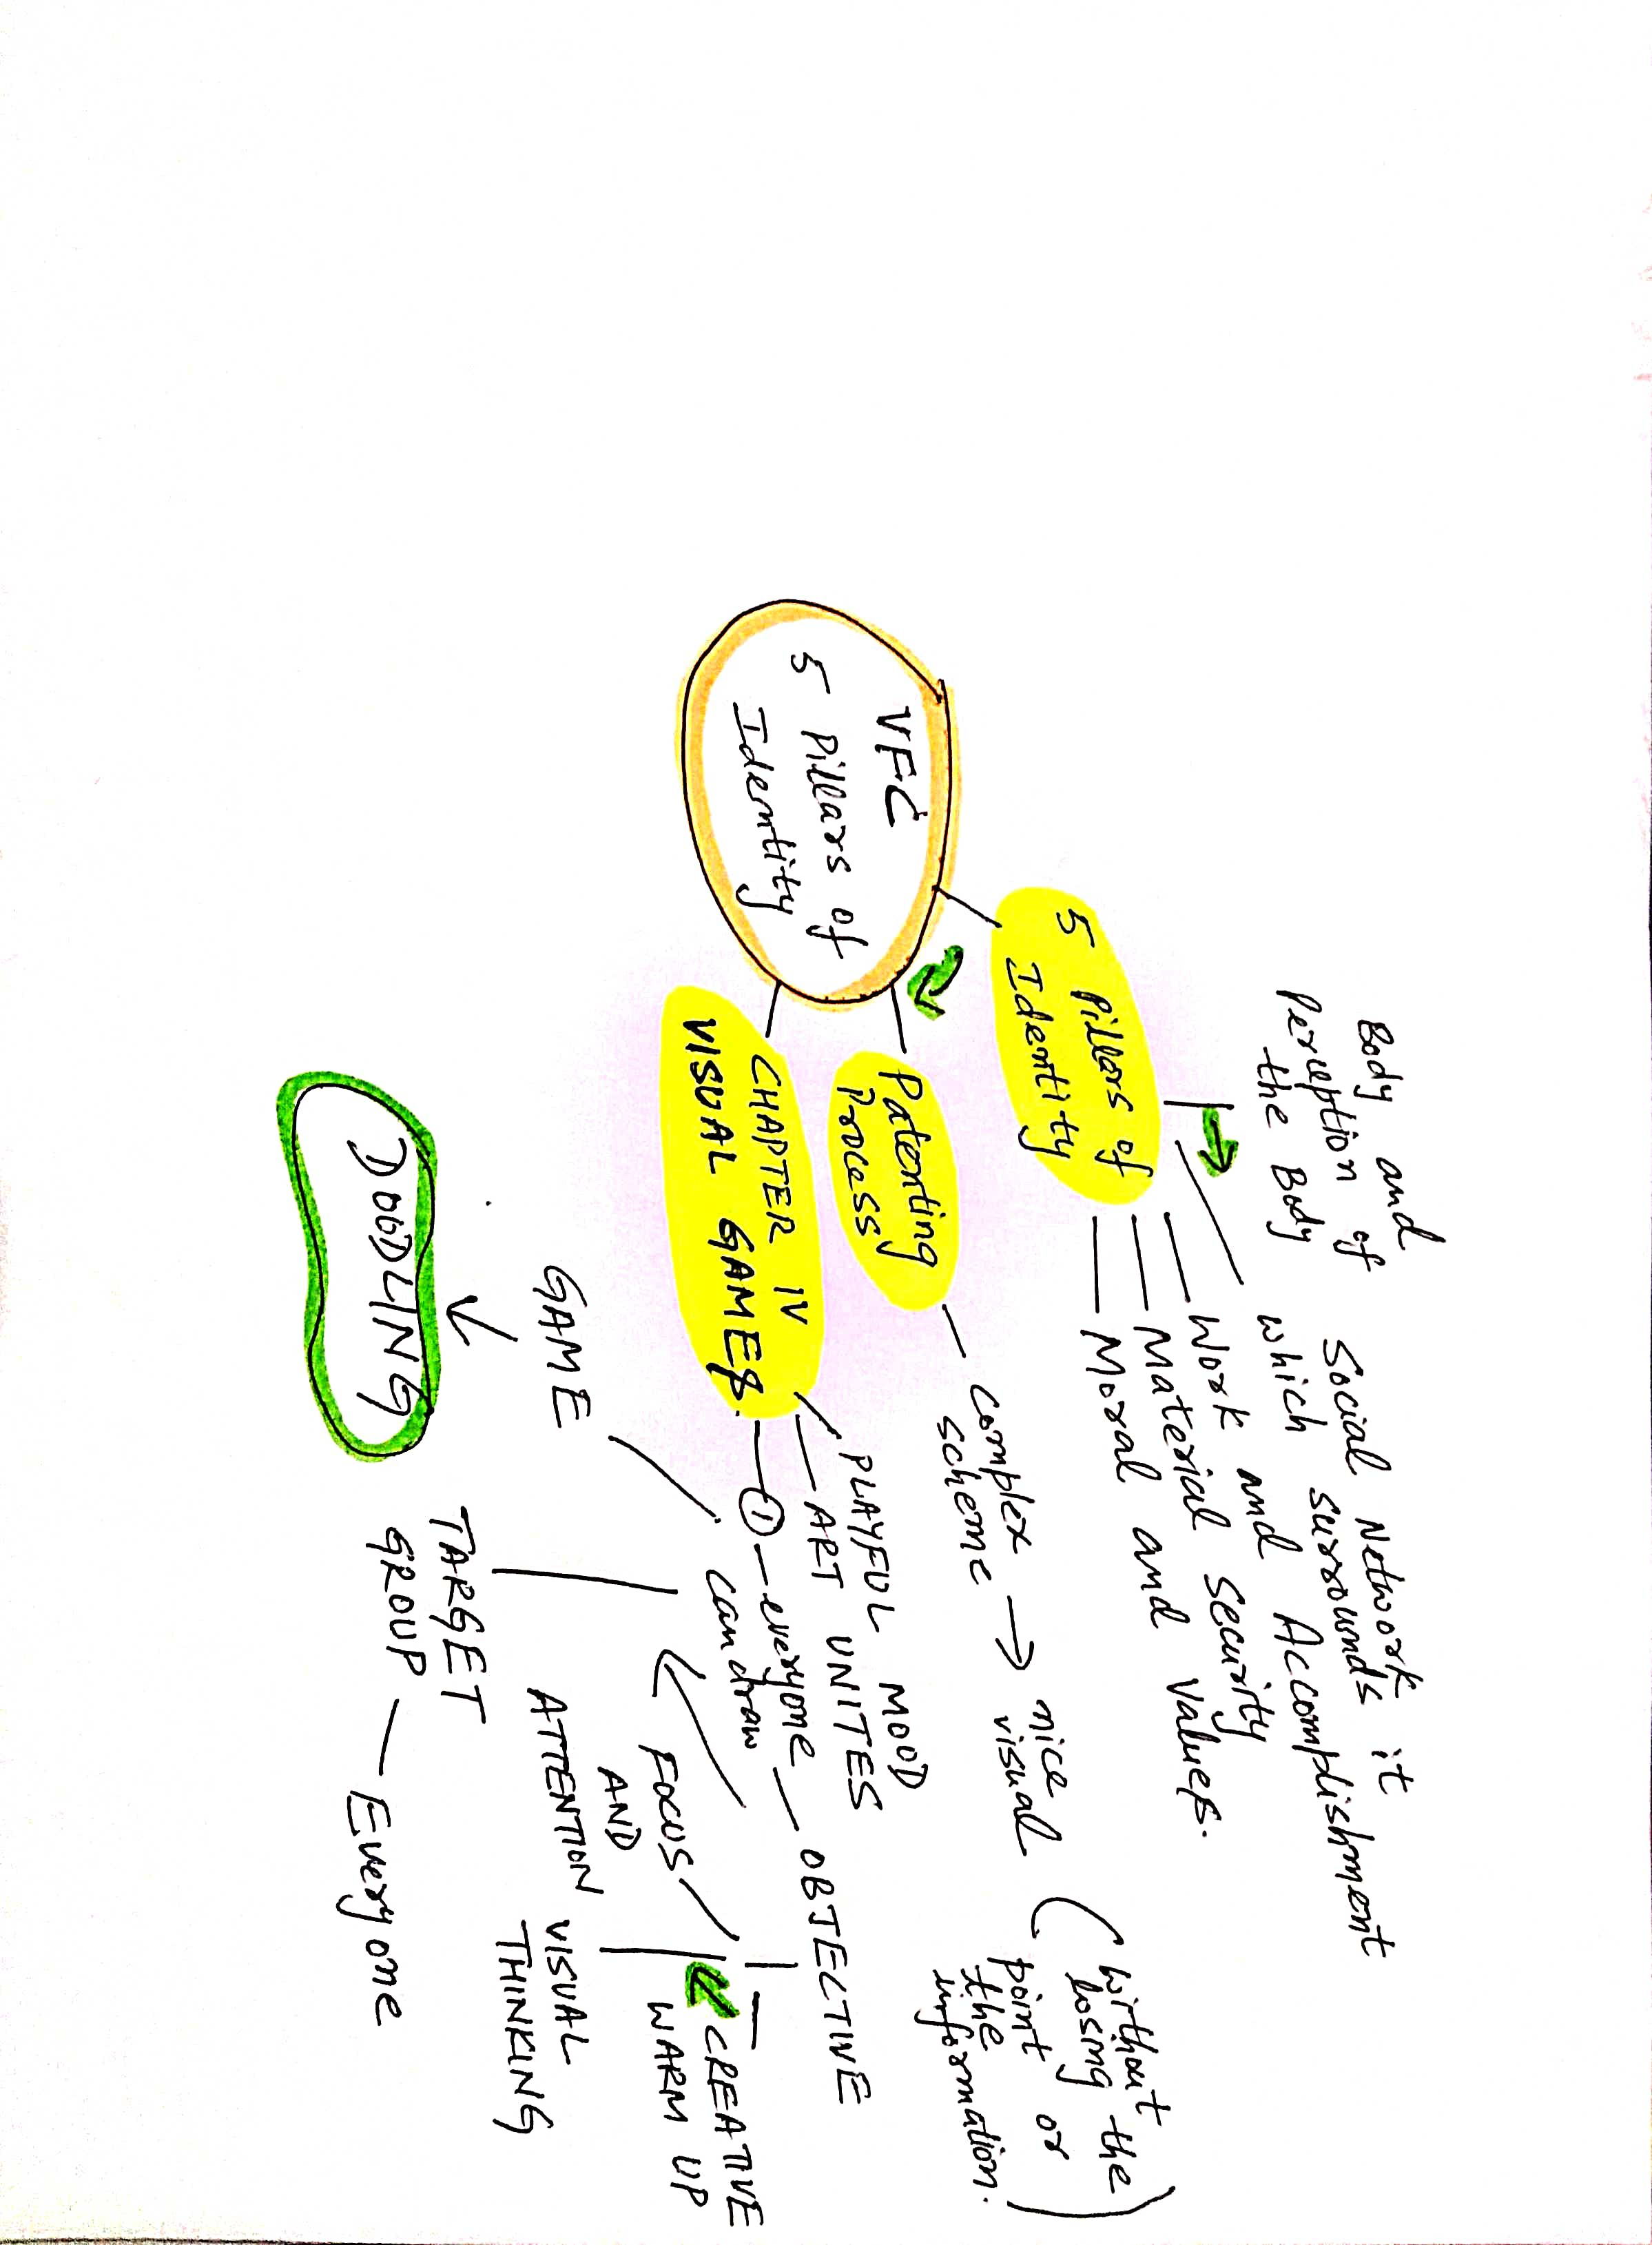 VFC
5 Pillars of
Identity
5 Pillars of
Identity
Body and
Perception of
the Body
Social Network it
which surrounds
Work and Accomplishment
Material Security
Moral and Values.
Patenting
Process
Complex
scheme → nice
visual
(without
losing the
point or
the
information.)
CHAPTER IV
VISUAL GAMES
PLAYFUL MOOD
ART UNITES
① everyone
can draw
OBJECTIVE
CREATIVE
WARM UP
VISUAL
THINKING
FOCUS
AND
ATTENTION
TARGET
GROUP — Everyone
GAME
DOODLING